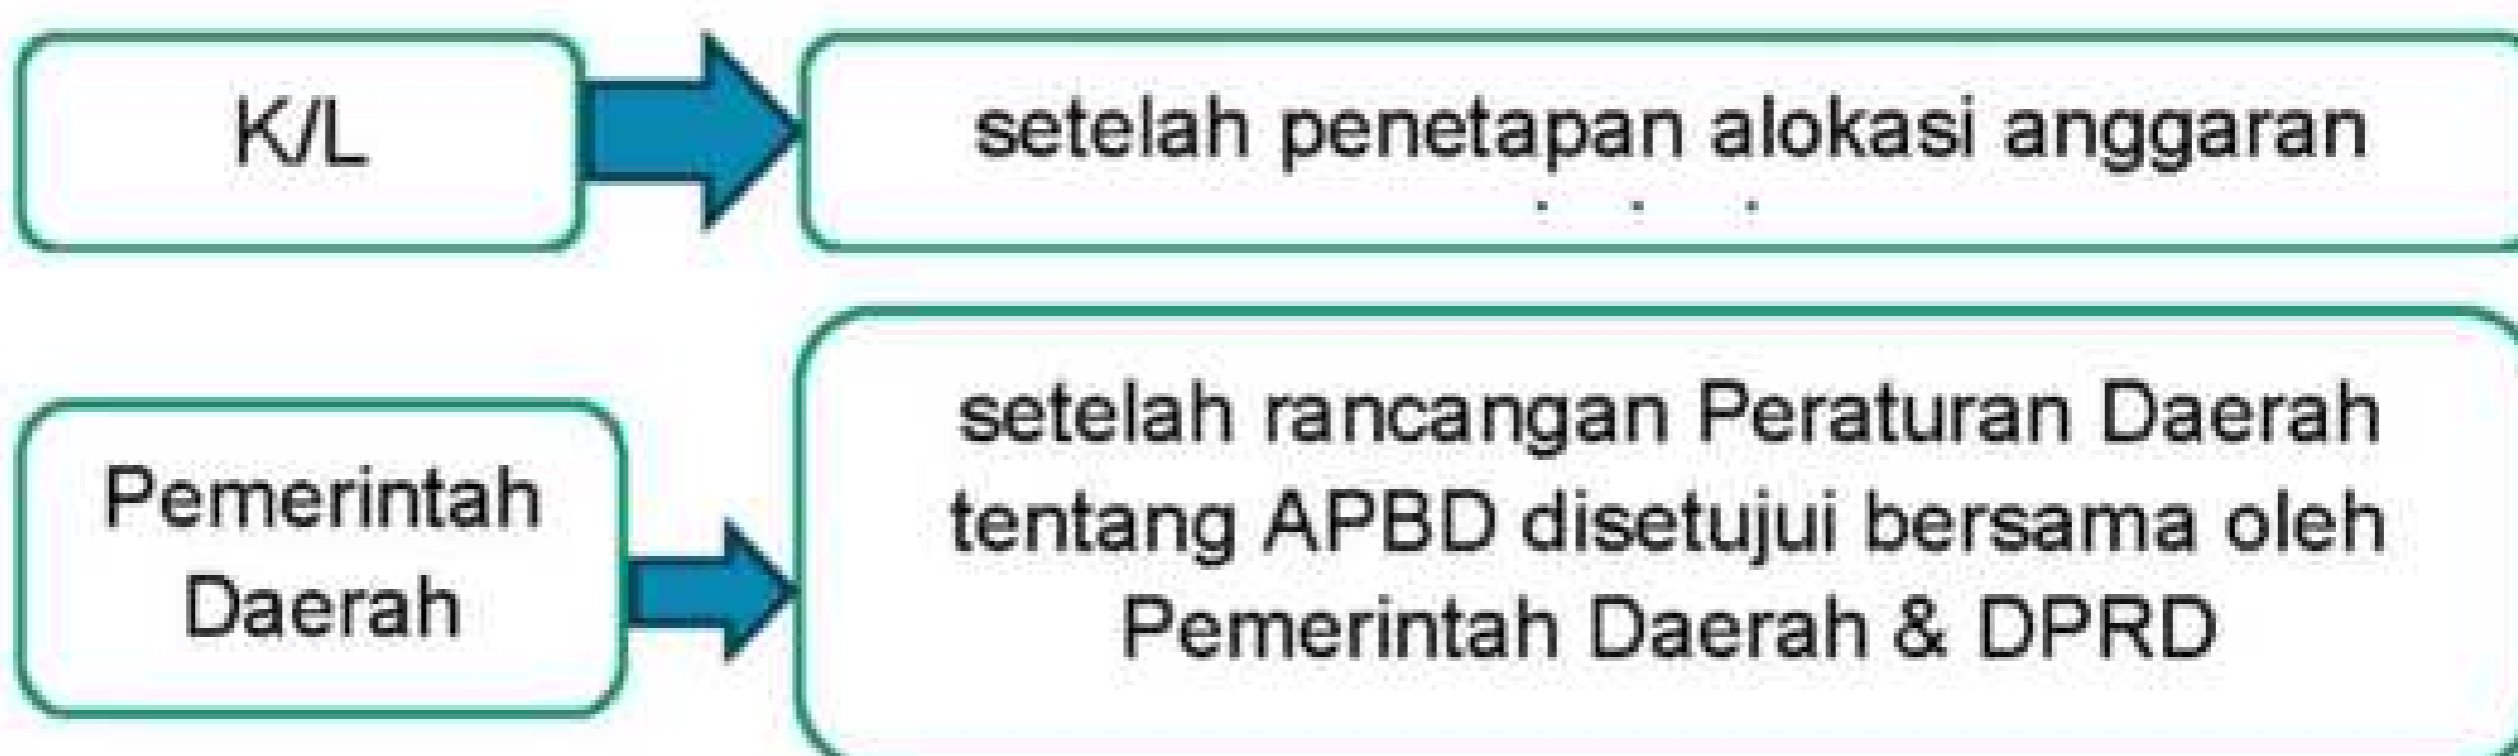 K/L
setelah penetapan alokasi anggaran
Pemerintah
Daerah
setelah rancangan Peraturan Daerah
tentang APBD disetujui bersama oleh
Pemerintah Daerah & DPRD